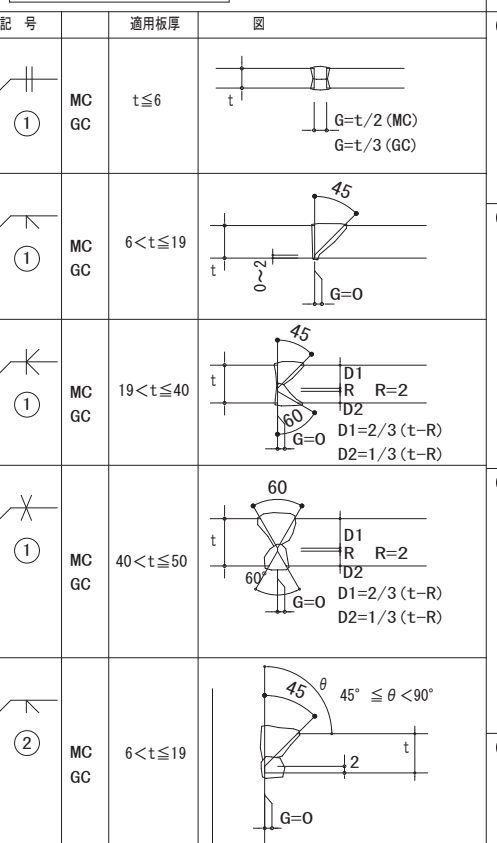 記 号 適用板厚 図
① MC GC t≦6
t
G=t/2(MC)
G=t/3(GC)
① MC GC 6<t≦19
45
t
0～2
G=0
① MC GC 19<t≦40
45
t
D1
R R=2
D2
60
G=0
D1=2/3(t-R)
D2=1/3(t-R)
① MC GC 40<t≦50
60
t
D1
R R=2
D2
60°
G=0
D1=2/3(t-R)
D2=1/3(t-R)
② MC GC 6<t≦19
45 θ 45° ≦θ<90°
t
2
G=0